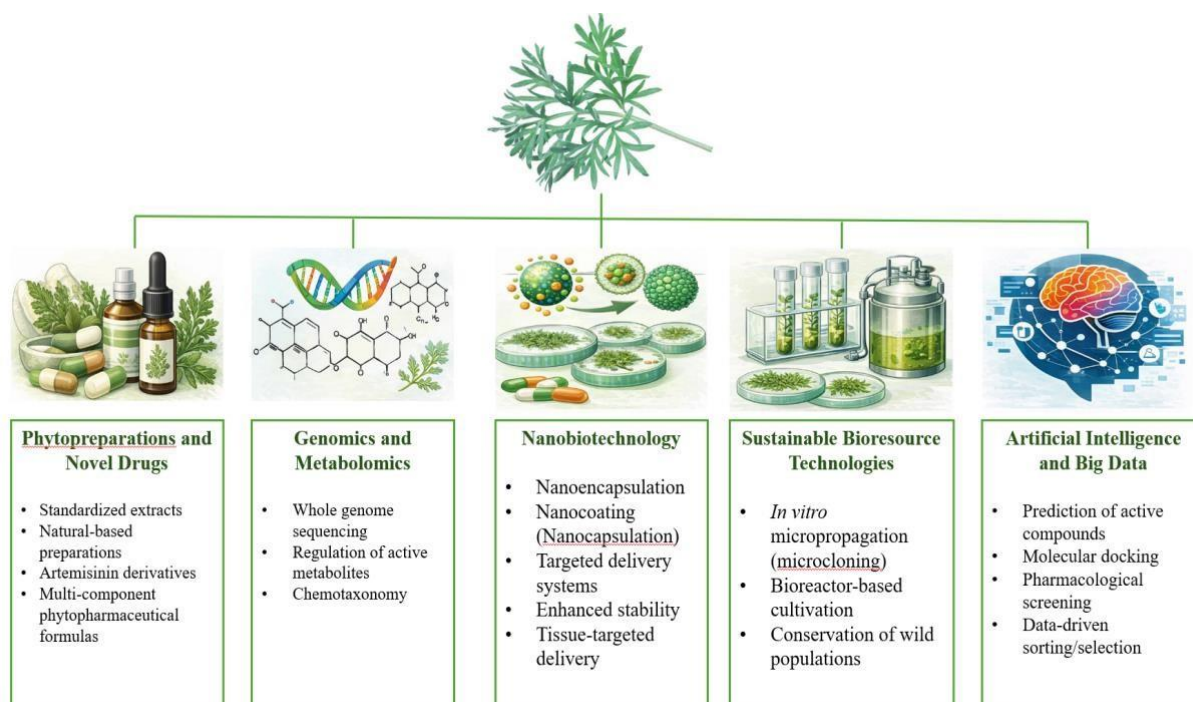 Phytopreparations and
Novel Drugs
• Standardized extracts
• Natural-based
preparations
• Artemisinin derivatives
• Multi-component
phytopharmaceutical
formulas
Genomics and
Metabolomics
• Whole genome
sequencing
• Regulation of active
metabolites
• Chemotaxonomy
Nanobiotechnology
• Nanoencapsulation
• Nanocoating
(Nanocapsulation)
• Targeted delivery
systems
• Enhanced stability
• Tissue-targeted
delivery
Sustainable Bioresource
Technologies
• In vitro
micropropagation
(microcloning)
• Bioreactor-based
cultivation
• Conservation of wild
populations
Artificial Intelligence
and Big Data
• Prediction of active
compounds
• Molecular docking
• Pharmacological
screening
• Data-driven
sorting/selection